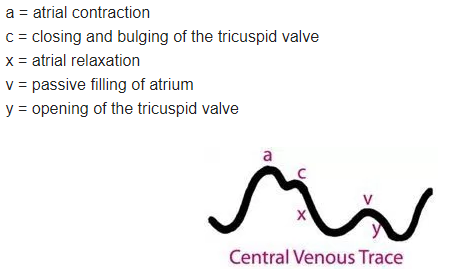 a = atrial contraction
c = closing and bulging of the tricuspid valve
x = atrial relaxation
v = passive filling of atrium
y = opening of the tricuspid valve
a
c
v
x
y
Central Venous Trace